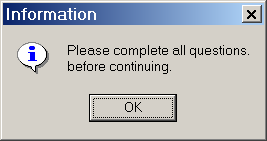 Information
Please complete all questions.
before continuing.
OK